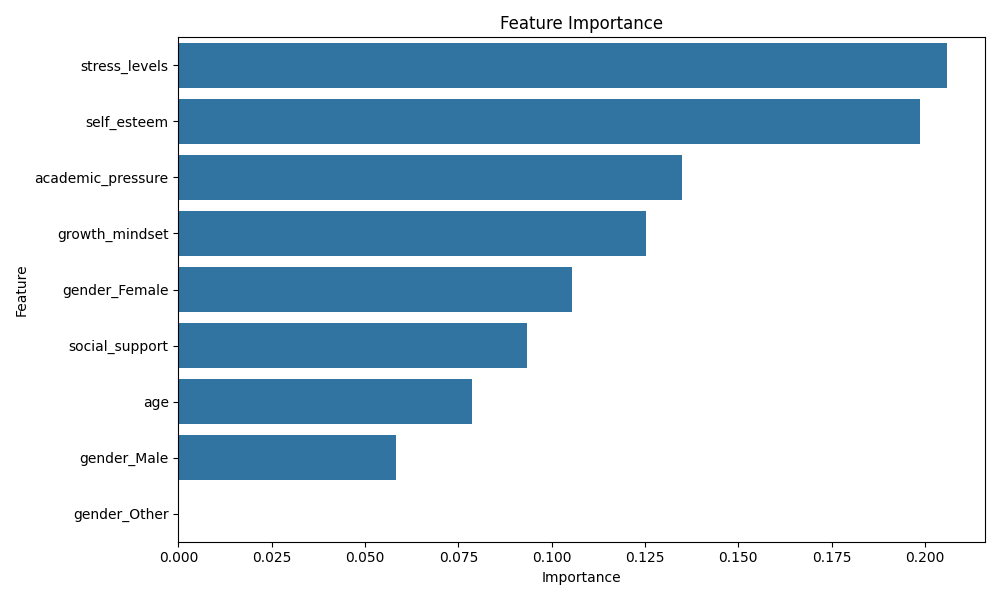 Feature Importance
stress_levels
self_esteem
academic_pressure
growth_mindset
gender_Female
social_support
age
gender_Male
gender_Other
Feature
0.000 0.025 0.050 0.075 0.100 0.125 0.150 0.175 0.200
Importance